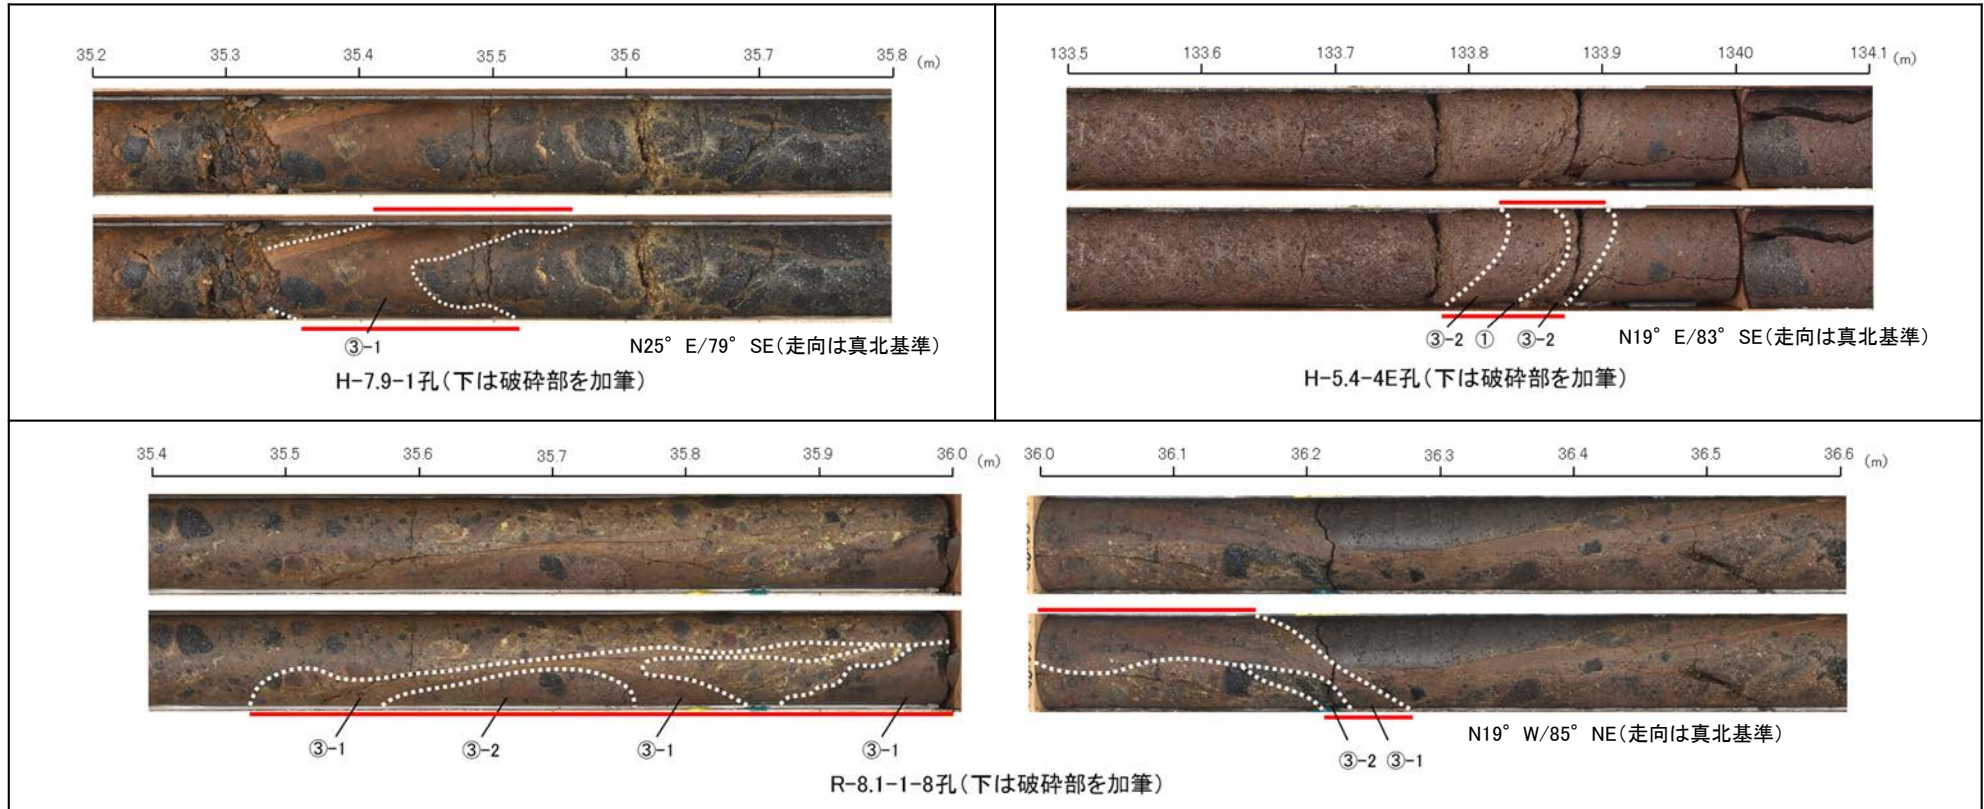 35.2 35.3 35.4 35.5 35.6 35.7 35.8 (m)
③-1
N25° E/79° SE(走向は真北基準)
H-7.9-1孔(下は破砕部を加筆)
133.5 133.6 133.7 133.8 133.9 134.0 134.1 (m)
③-2 ① ③-2
N19° E/83° SE(走向は真北基準)
H-5.4-4E孔(下は破砕部を加筆)
35.4 35.5 35.6 35.7 35.8 35.9 36.0 (m)
36.0 36.1 36.2 36.3 36.4 36.5 36.6 (m)
③-1 ③-2 ③-1 ③-1
③-2 ③-1
N19° W/85° NE(走向は真北基準)
R-8.1-1-8孔(下は破砕部を加筆)